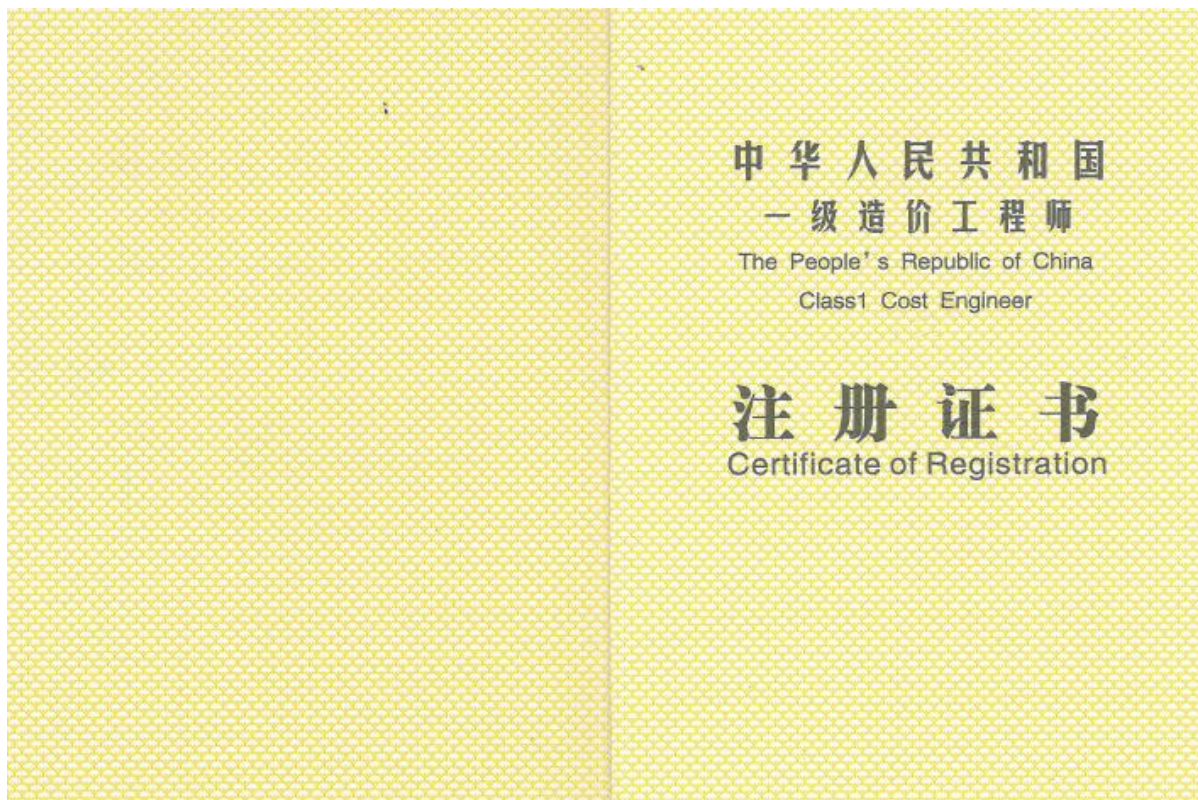 中华人民共和国
一级造价工程师
The People's Republic of China
Class1 Cost Engineer
注册证书
Certificate of Registration